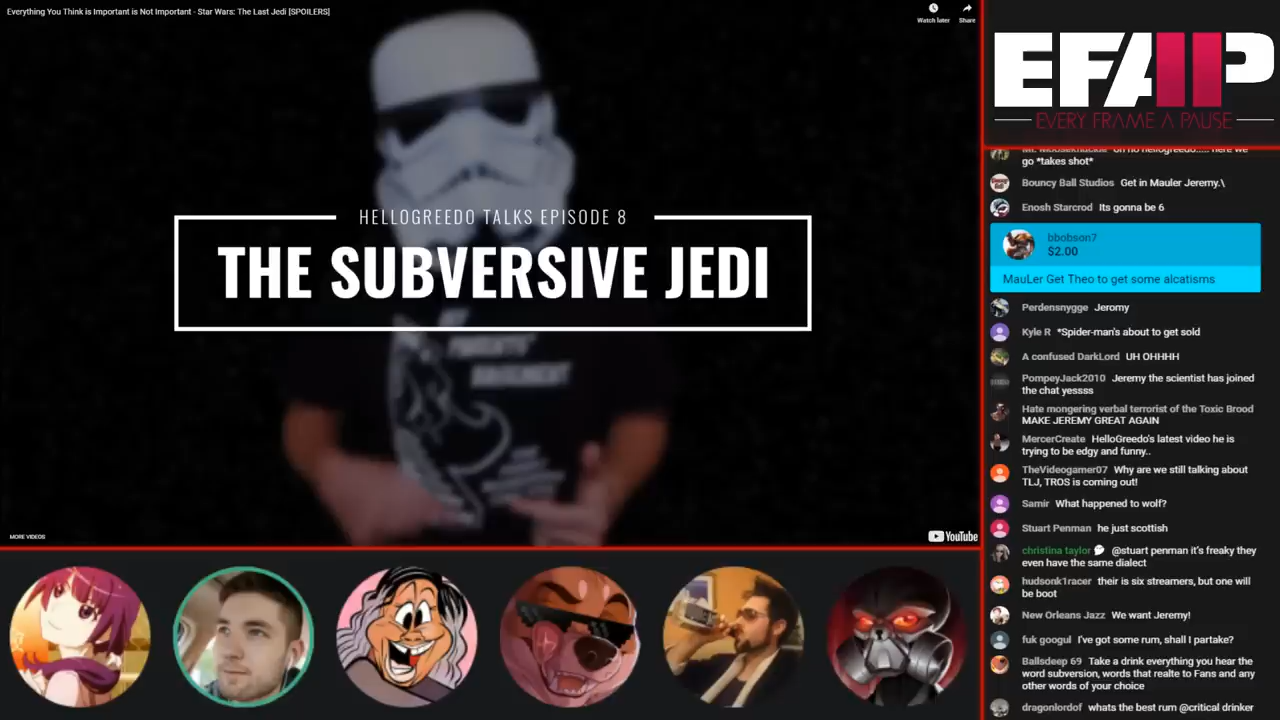 Everything You Think is Important is Not Important - Star Wars: The Last Jedi [SPOILERS]
Watch later
Share
HELLOGREEDO TALKS EPISODE 8
THE SUBVERSIVE JEDI
MORE VIDEOS
YouTube
EFAP
EVERY FRAME A PAUSE
go *takes shot*
Bouncy Ball Studios Get in Mauler Jeremy.\
Enosh Starcrod Its gonna be 6
bbobson7
$2.00
MauLer Get Theo to get some alcatisms
Perdensnygge Jeromy
Kyle R *Spider-man's about to get sold
A confused DarkLord UH OHHHH
PompeyJack2010 Jeremy the scientist has joined
the chat yessss
Hate mongering verbal terrorist of the Toxic Brood
MAKE JEREMY GREAT AGAIN
MercerCreate HelloGreedo's latest video he is
trying to be edgy and funny..
TheVideogamer07 Why are we still talking about
TLJ, TROS is coming out!
Samir What happened to wolf?
Stuart Penman he just scottish
christina taylor @stuart penman it's freaky they
even have the same dialect
hudsonk1racer their is six streamers, but one will
be boot
New Orleans Jazz We want Jeremy!
fuk googul I've got some rum, shall I partake?
Ballsdeep 69 Take a drink everything you hear the
word subversion, words that realte to Fans and any
other words of your choice
dragonlordof whats the best rum @critical drinker